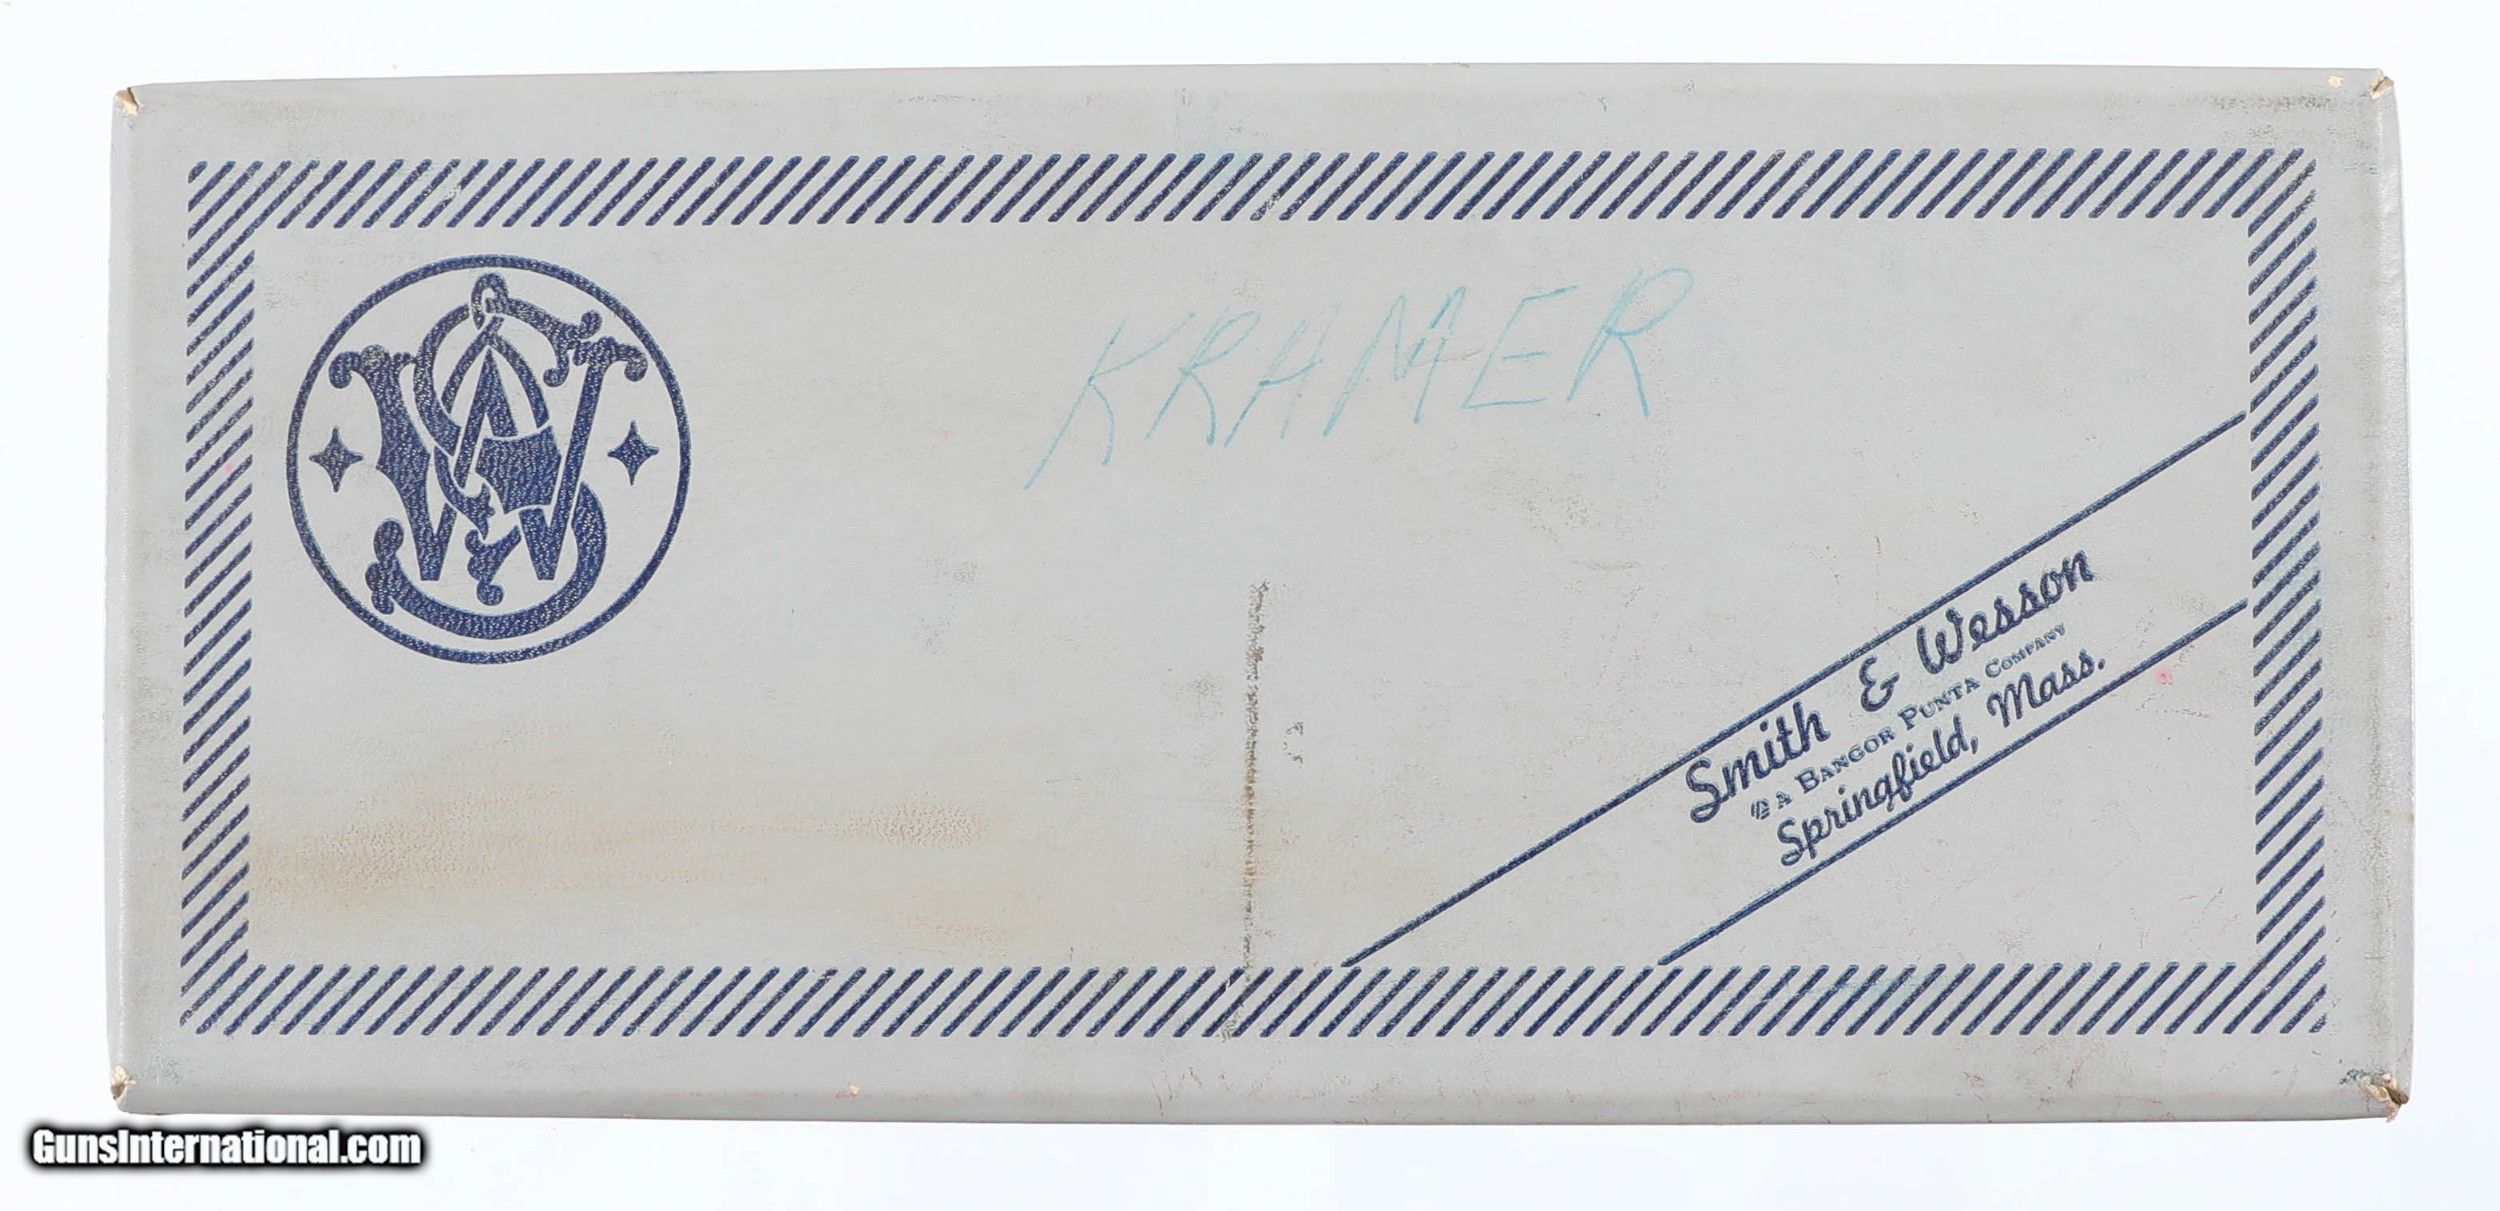 KRAMER
Smith & Wesson
A BANGOR PUNTA COMPANY
Springfield, Mass.
GunsInternational.com